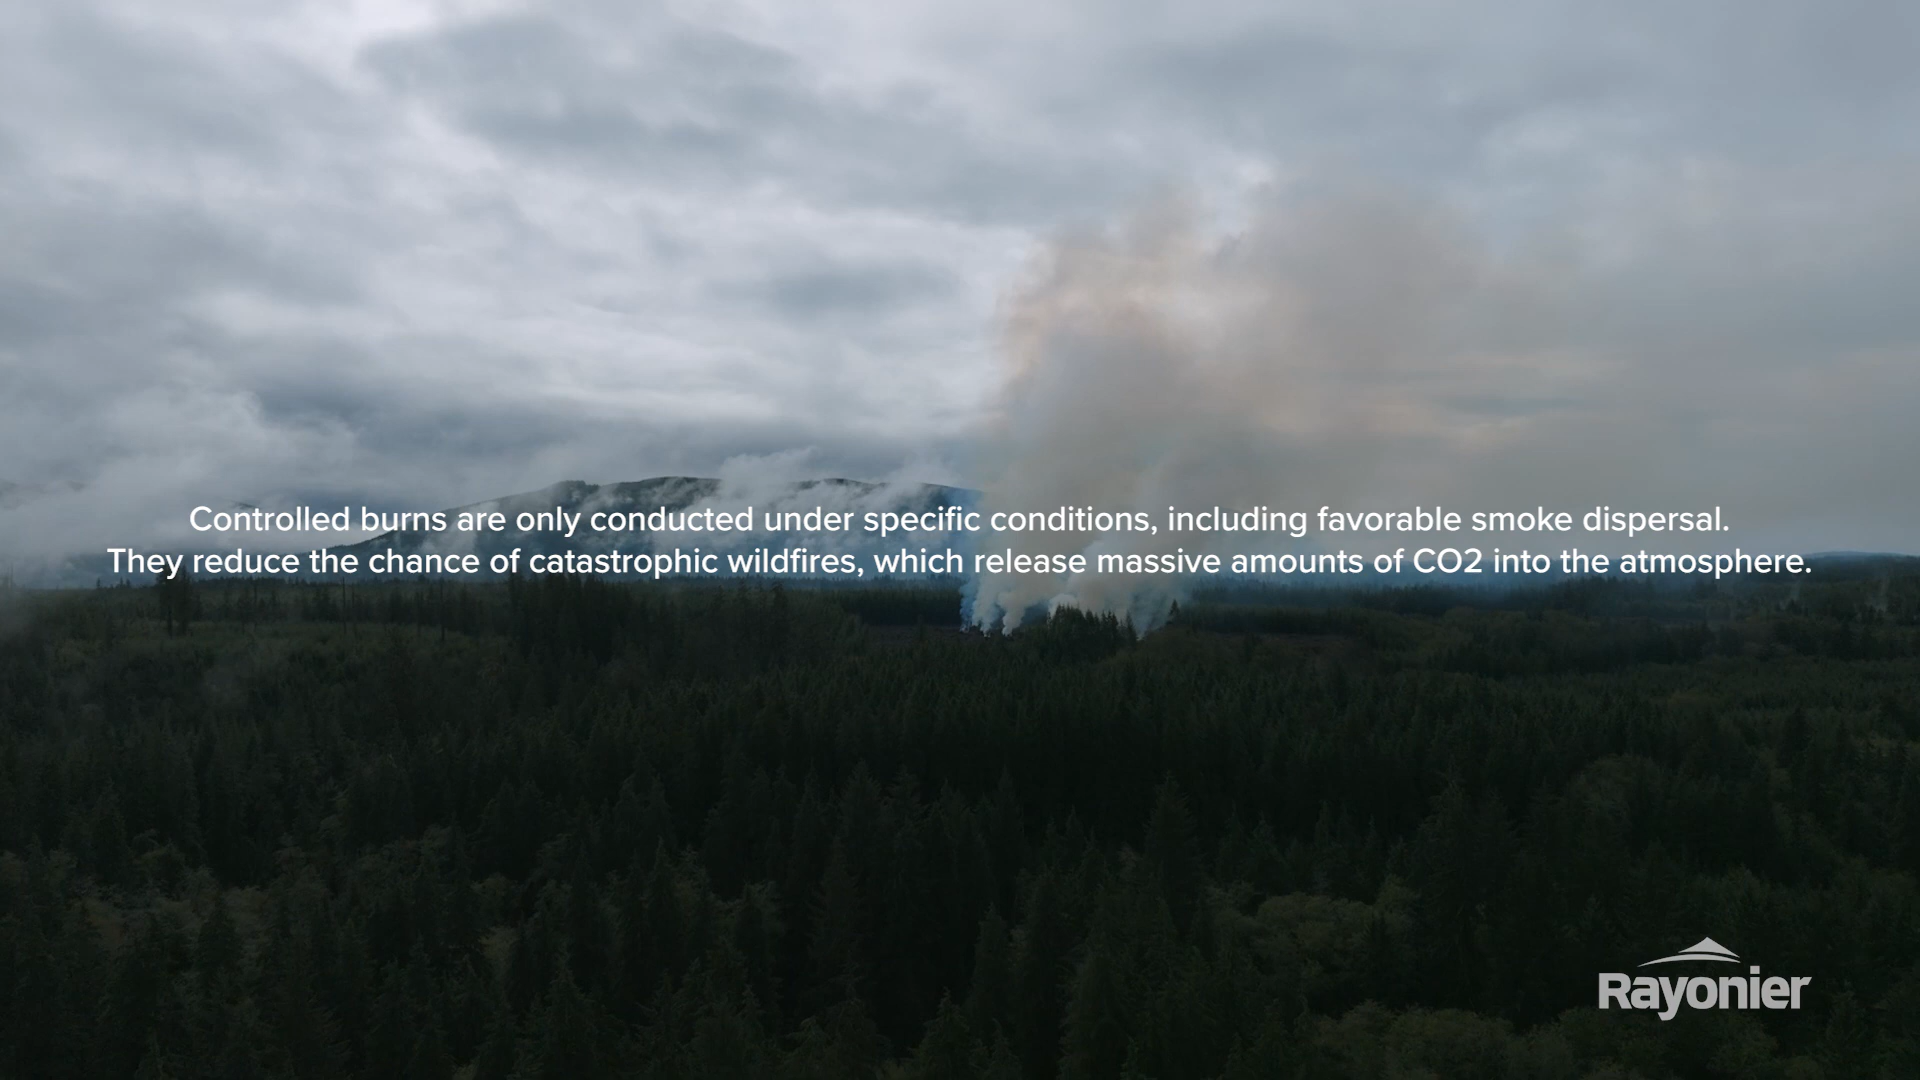 Controlled burns are only conducted under specific conditions, including favorable smoke dispersal.
They reduce the chance of catastrophic wildfires, which release massive amounts of CO2 into the atmosphere.
Rayonier